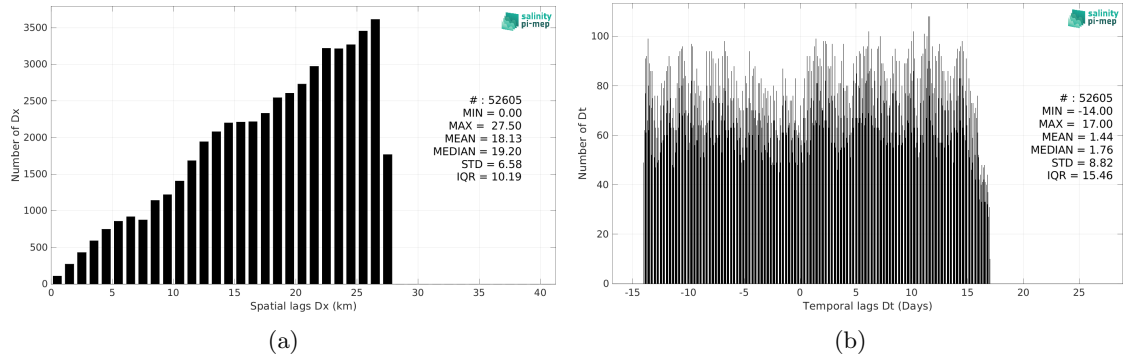 3500
3000
2500
2000
1500
1000
500
0
Number of Dx
0 5 10 15 20 25 30 35 40
Spatial lags Dx (km)
salinity
pi-mep
# : 52605
MIN = 0.00
MAX = 27.50
MEAN = 18.13
MEDIAN = 19.20
STD = 6.58
IQR = 10.19
(a)
100
80
60
40
20
0
Number of Dt
-15 -10 -5 0 5 10 15 20 25
Temporal lags Dt (Days)
salinity
pi-mep
# : 52605
MIN = -14.00
MAX = 17.00
MEAN = 1.44
MEDIAN = 1.76
STD = 8.82
IQR = 15.46
(b)